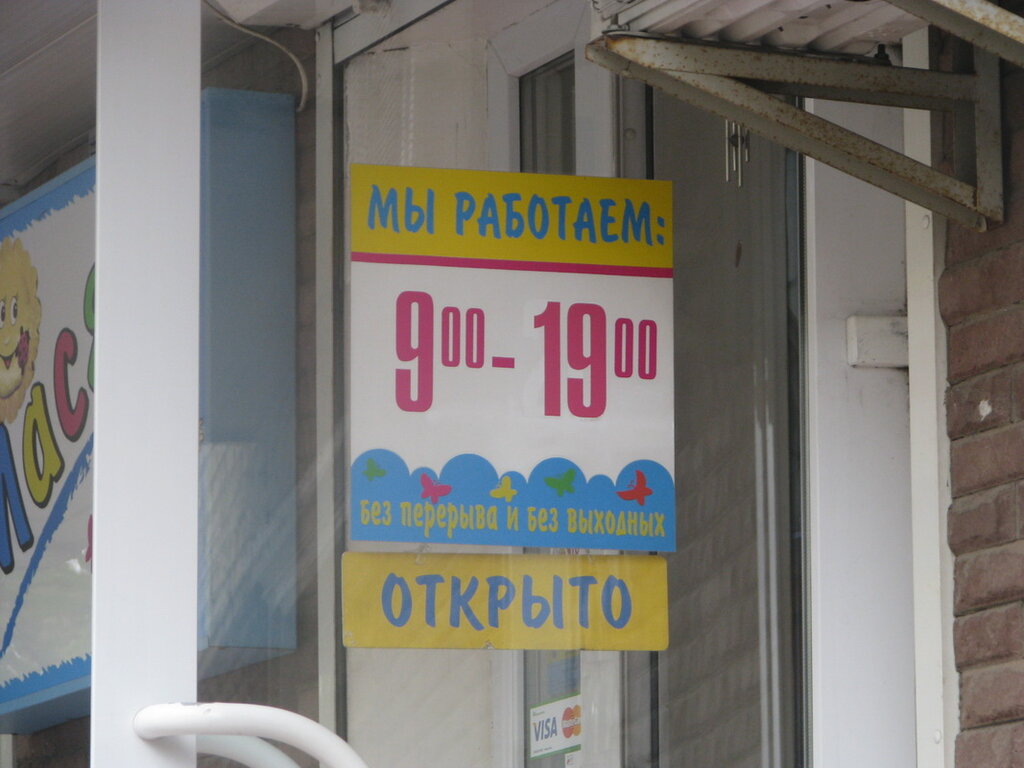 МЫ РАБОТАЕМ:
9⁰⁰ - 19⁰⁰
без перерыва и без выходных
ОТКРЫТО
VISA